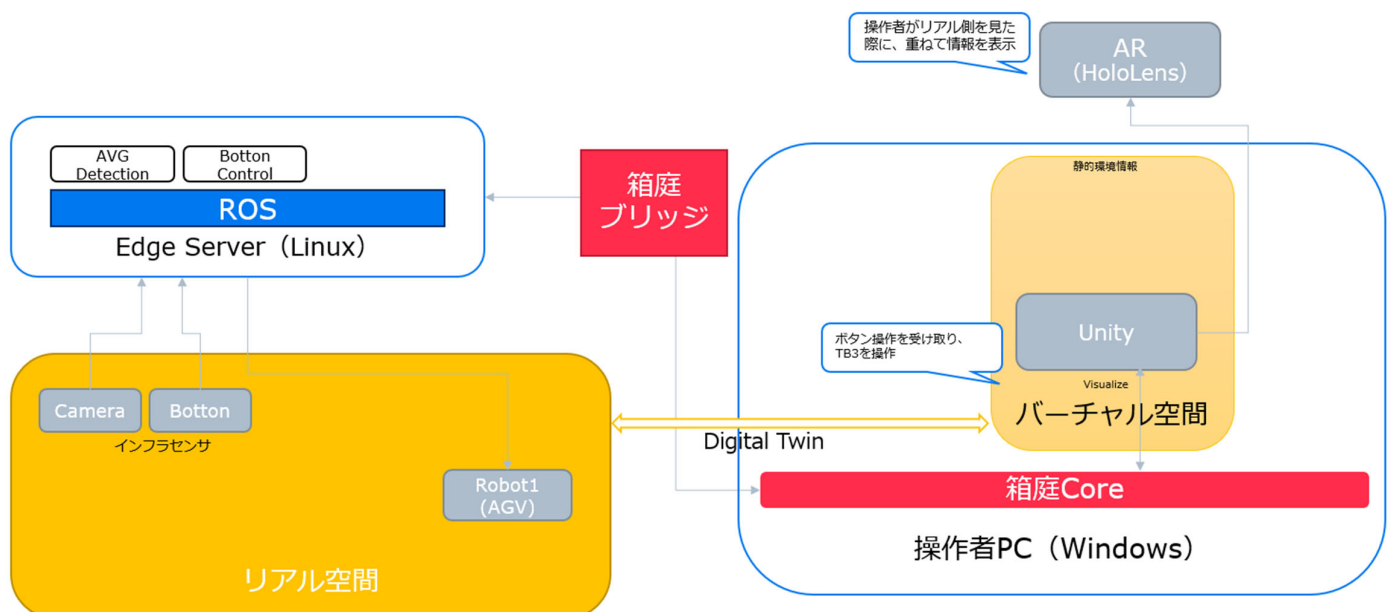 操作者がリアル側を見た
際に、重ねて情報を表示
AR
（HoloLens）
AVG
Detection
Botton
Control
ROS
Edge Server（Linux）
箱庭
ブリッジ
静的環境情報
Unity
ボタン操作を受け取り、
TB3を操作
Visualize
バーチャル空間
Camera
Botton
インフラセンサ
Digital Twin
Robot1
(AGV)
箱庭Core
操作者PC（Windows）
リアル空間